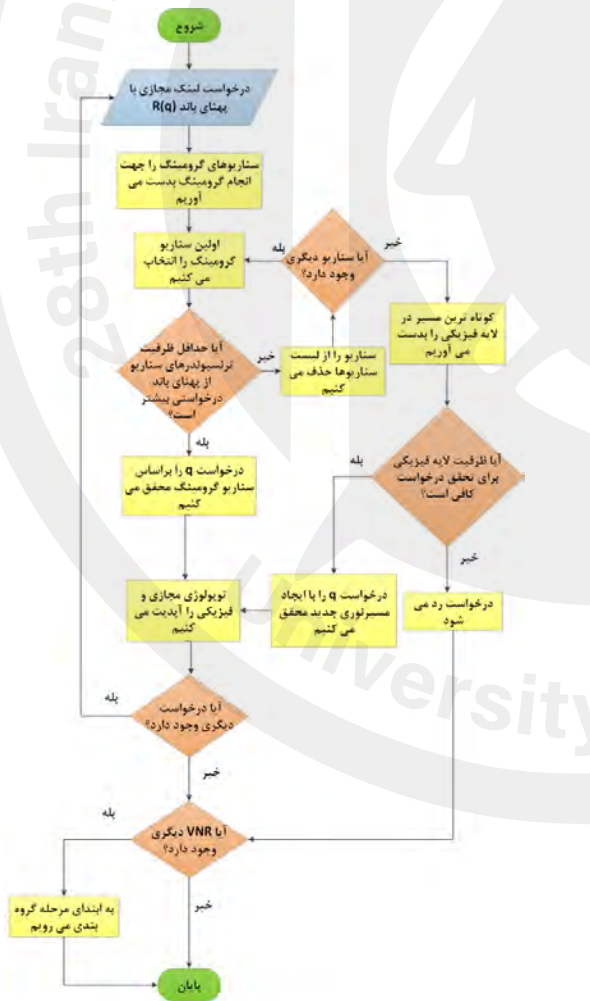 شروع
درخواست لینک مجازی با
پهنای باند R(q)
سناریوهای گرومینگ را جهت
انجام گرومینگ بدست می
آوریم
اولین سناریو
گرومینگ را انتخاب
می کنیم
آیا سناریو دیگری
وجود دارد؟
بله
خیر
کوتاه ترین مسیر در
لایه فیزیکی را بدست
می آوریم
آیا حداقل ظرفیت
ترنسپوندرهای سناریو
از پهنای باند
درخواستی بیشتر
است؟
خیر
سناریو را از لیست
سناریوها حذف می
کنیم
بله
درخواست q را براساس
سناریو گرومینگ محقق می
کنیم
آیا ظرفیت لایه فیزیکی
برای تحقق درخواست
کافی است؟
بله
خیر
درخواست q را با ایجاد
مسیرنوری جدید محقق
می کنیم
درخواست رد می
شود
توپولوژی مجازی و
فیزیکی را آپدیت می
کنیم
آیا درخواست
دیگری وجود دارد؟
بله
خیر
آیا VNR دیگری
وجود دارد؟
بله
خیر
به ابتدای مرحله گروه
بندی می رویم
پایان
28th Iran
University